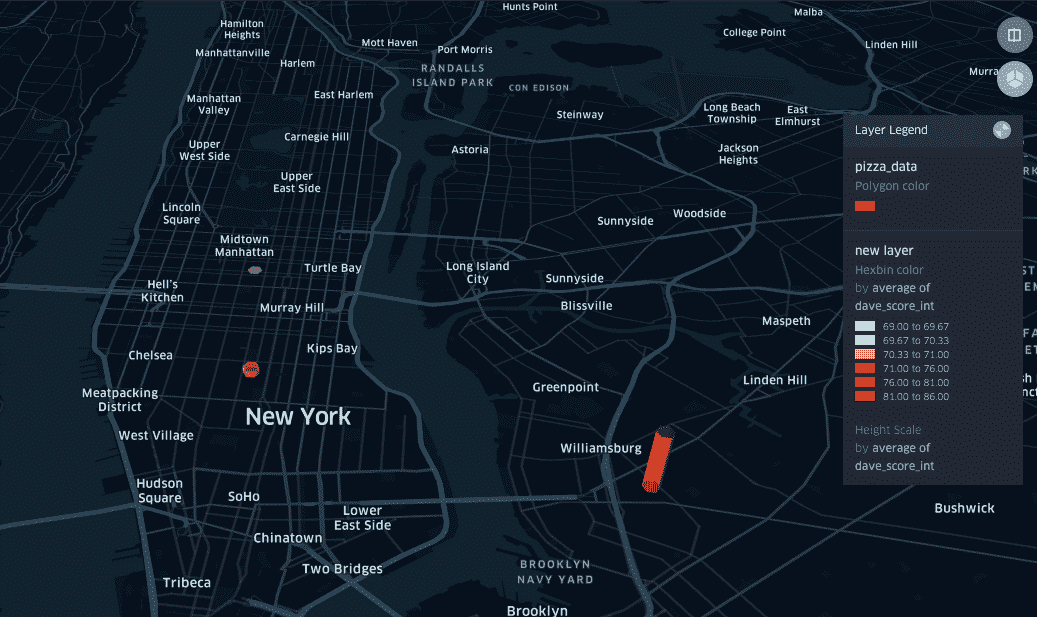 Hunts Point
Malba
Hamilton
Heights
College Point
Mott Haven
Linden Hill
Manhattanville
Port Morris
Harlem
RANDALLS
ISLAND PARK
CON EDISON
East Harlem
Manhattan
Valley
Long Beach
Township
East
Elmhurst
Steinway
Carnegie Hill
Upper
West Side
Astoria
Jackson
Heights
Upper
East Side
Lincoln
Square
Sunnyside
Woodside
Midtown
Manhattan
Turtle Bay
Long Island
City
Sunnyside
Hell's
Kitchen
Murray Hill
Blissville
Maspeth
Chelsea
Kips Bay
Linden Hill
Greenpoint
Meatpacking
District
New York
West Village
Williamsburg
Hudson
Square
SoHo
Lower
East Side
Bushwick
Chinatown
Two Bridges
BROOKLYN
NAVY YARD
Tribeca
Brooklyn
Layer Legend
pizza_data
Polygon color
new layer
Hexbin color
by average of
dave_score_int
69.00 to 69.67
69.67 to 70.33
70.33 to 71.00
71.00 to 76.00
76.00 to 81.00
81.00 to 86.00
Height Scale
by average of
dave_score_int